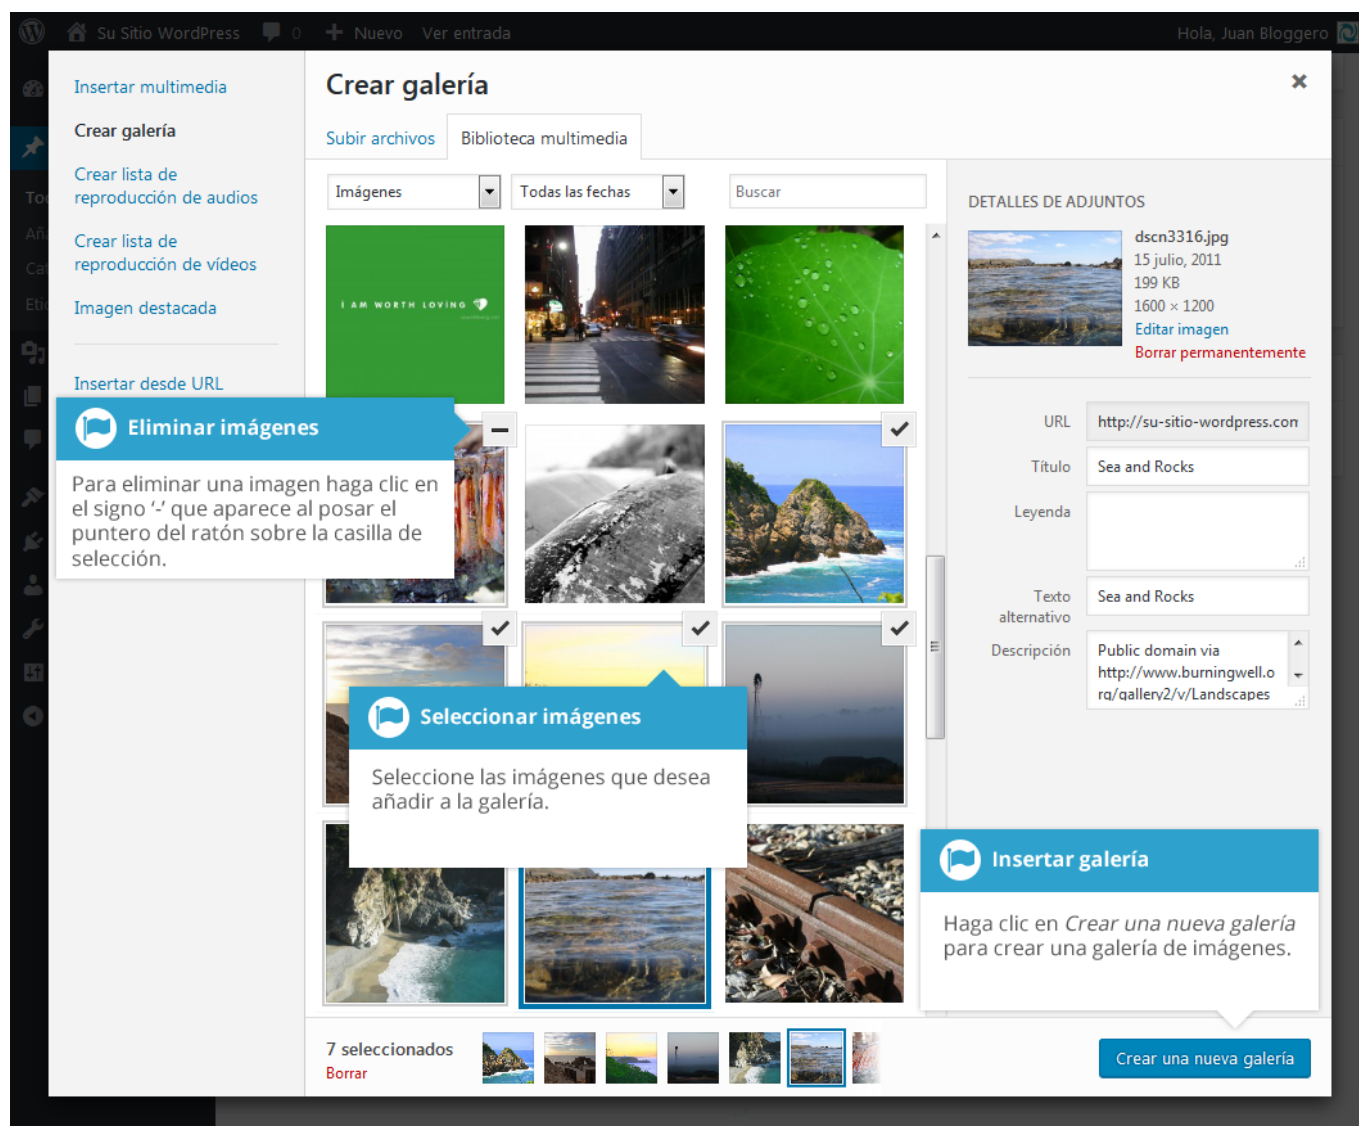 Su Sitio WordPress 0 Nuevo Ver entrada Hola, Juan Bloggero
Insertar multimedia
Crear galería
Crear lista de
reproducción de audios
Crear lista de
reproducción de vídeos
Imagen destacada
Insertar desde URL
Crear galería
Subir archivos Biblioteca multimedia
Imágenes Todas las fechas Buscar
I AM WORTH LOVING
Eliminar imágenes
Para eliminar una imagen haga clic en
el signo ‘-’ que aparece al posar el
puntero del ratón sobre la casilla de
selección.
Seleccionar imágenes
Seleccione las imágenes que desea
añadir a la galería.
DETALLES DE ADJUNTOS
dscn3316.jpg
15 julio, 2011
199 KB
1600 × 1200
Editar imagen
Borrar permanentemente
URL http://su-sitio-wordpress.com
Título Sea and Rocks
Leyenda
Texto
alternativo
Sea and Rocks
Descripción
Public domain via
http://www.burningwell.o
rg/gallery2/v/Landscapes
Insertar galería
Haga clic en Crear una nueva galería
para crear una galería de imágenes.
7 seleccionados
Borrar
Crear una nueva galería